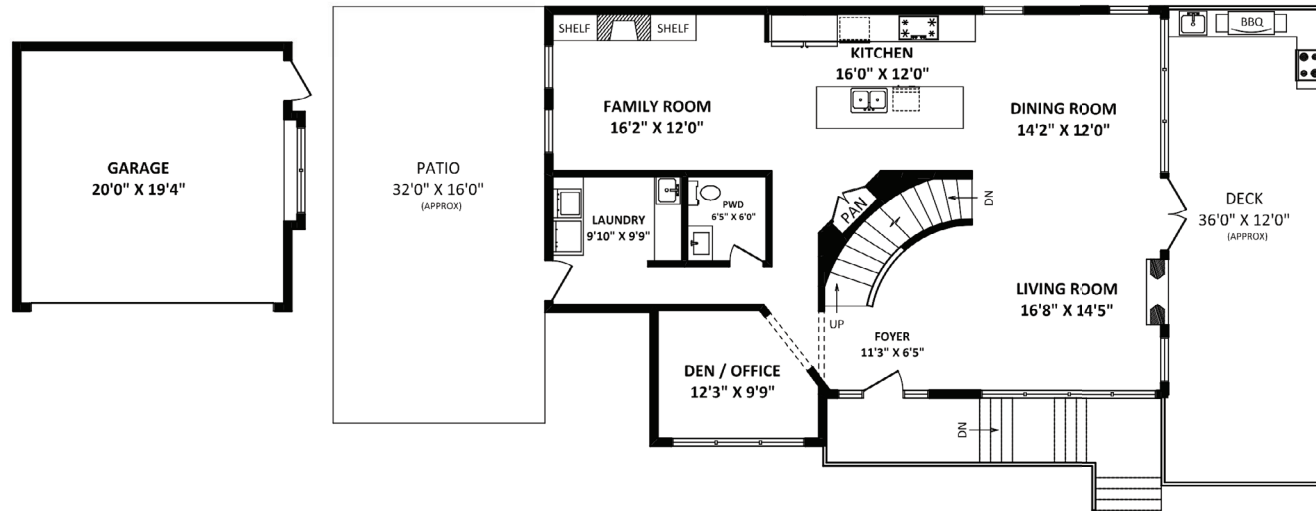 GARAGE
20'0" X 19'4"
PATIO
32'0" X 16'0"
(APPROX)
SHELF
SHELF
FAMILY ROOM
16'2" X 12'0"
KITCHEN
16'0" X 12'0"
DINING ROOM
14'2" X 12'0"
BBQ
DECK
36'0" X 12'0"
(APPROX)
LAUNDRY
9'10" X 9'9"
PWD
6'5" X 6'0"
PAN
DN
UP
LIVING ROOM
16'8" X 14'5"
FOYER
11'3" X 6'5"
DEN / OFFICE
12'3" X 9'9"
DN